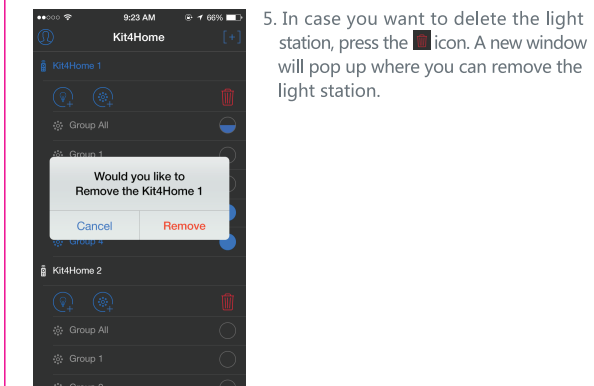 9:23 AM
66%
Kit4Home
[+]
Kit4Home 1
Group All
Group 1
Would you like to
Remove the Kit4Home 1
Cancel
Remove
Group 4
Kit4Home 2
Group All
Group 1
5. In case you want to delete the light
station, press the icon. A new window
will pop up where you can remove the
light station.